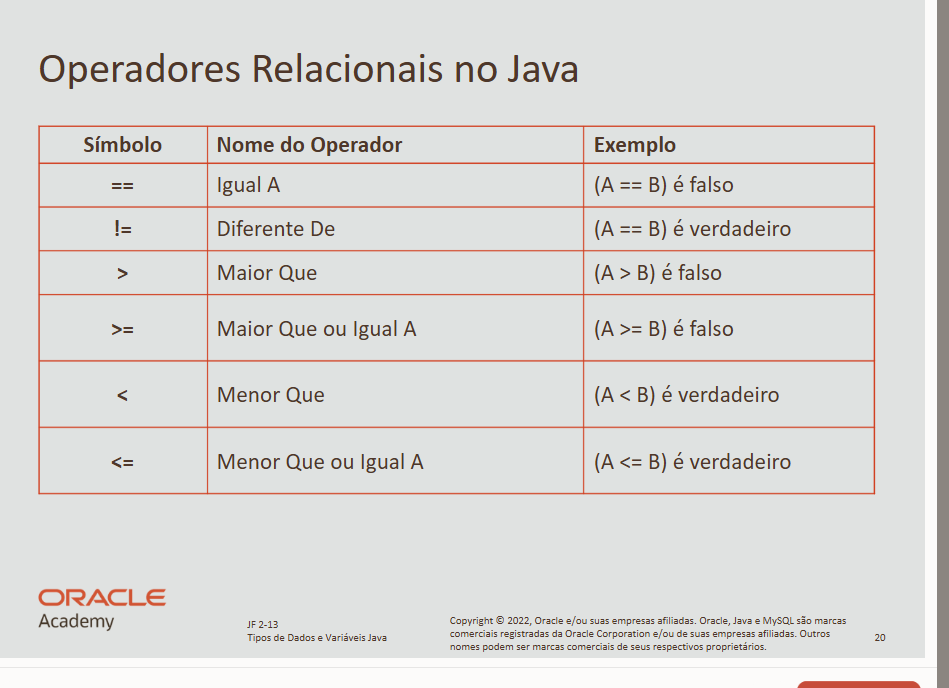 Operadores Relacionais no Java
Símbolo Nome do Operador Exemplo
== Igual A (A == B) é falso
!= Diferente De (A == B) é verdadeiro
> Maior Que (A > B) é falso
>= Maior Que ou Igual A (A >= B) é falso
< Menor Que (A < B) é verdadeiro
<= Menor Que ou Igual A (A <= B) é verdadeiro
ORACLE
Academy
JF 2-13
Tipos de Dados e Variáveis Java
Copyright © 2022, Oracle e/ou suas empresas afiliadas. Oracle, Java e MySQL são marcas
comerciais registradas da Oracle Corporation e/ou de suas empresas afiliadas. Outros
nomes podem ser marcas comerciais de seus respectivos proprietários.
20